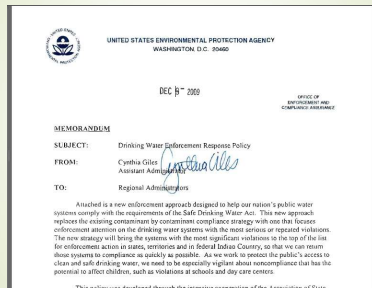 UNITED STATES ENVIRONMENTAL PROTECTION AGENCY
WASHINGTON, D.C. 20460
DEC 9 - 2009
OFFICE OF
ENFORCEMENT AND
COMPLIANCE ASSURANCE
MEMORANDUM
SUBJECT: Drinking Water Enforcement Response Policy
FROM: Cynthia Giles
Assistant Administrator
Cynthia Giles
TO: Regional Administrators
Attached is a new enforcement approach designed to help our nation's public water
systems comply with the requirements of the Safe Drinking Water Act. This new approach
replaces the existing contaminant by contaminant compliance strategy with one that focuses
enforcement attention on the drinking water systems with the most serious or repeated violations.
The new strategy will bring the systems with the most significant violations to the top of the list
for enforcement action in states, territories and in federal Indian Country, so that we can return
those systems to compliance as quickly as possible. As we work to protect the public's access to
clean and safe drinking water, we need to be especially vigilant about noncompliance that has the
potential to affect children, such as violations at schools and day care centers.
This policy was developed through the intensive cooperation of the Association of State